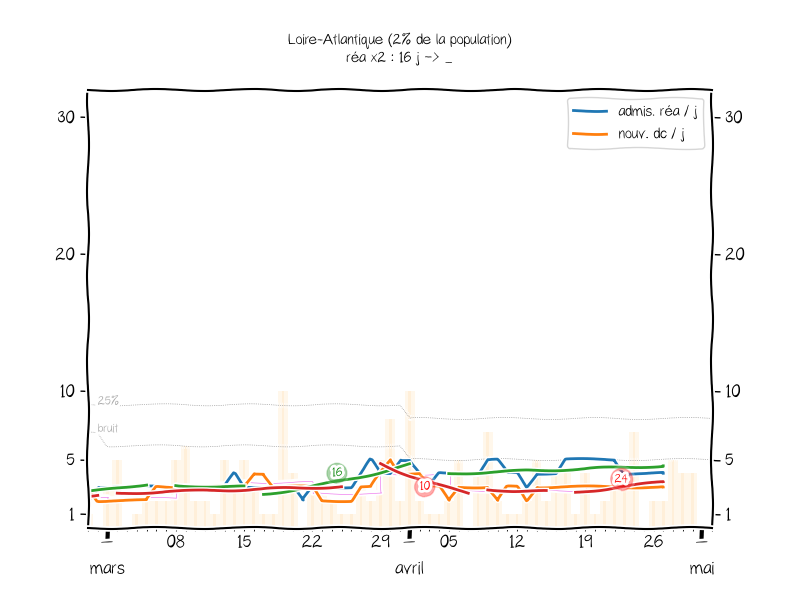 Loire-Atlantique (2% de la population)
réa x2 : 16 j -> _
admis. réa / j
nouv. dc / j
30
30
20
20
10
10
25%
bruit
5
5
16
10
24
1
1
08 15 22 29 05 12 19 26
mars avril mai